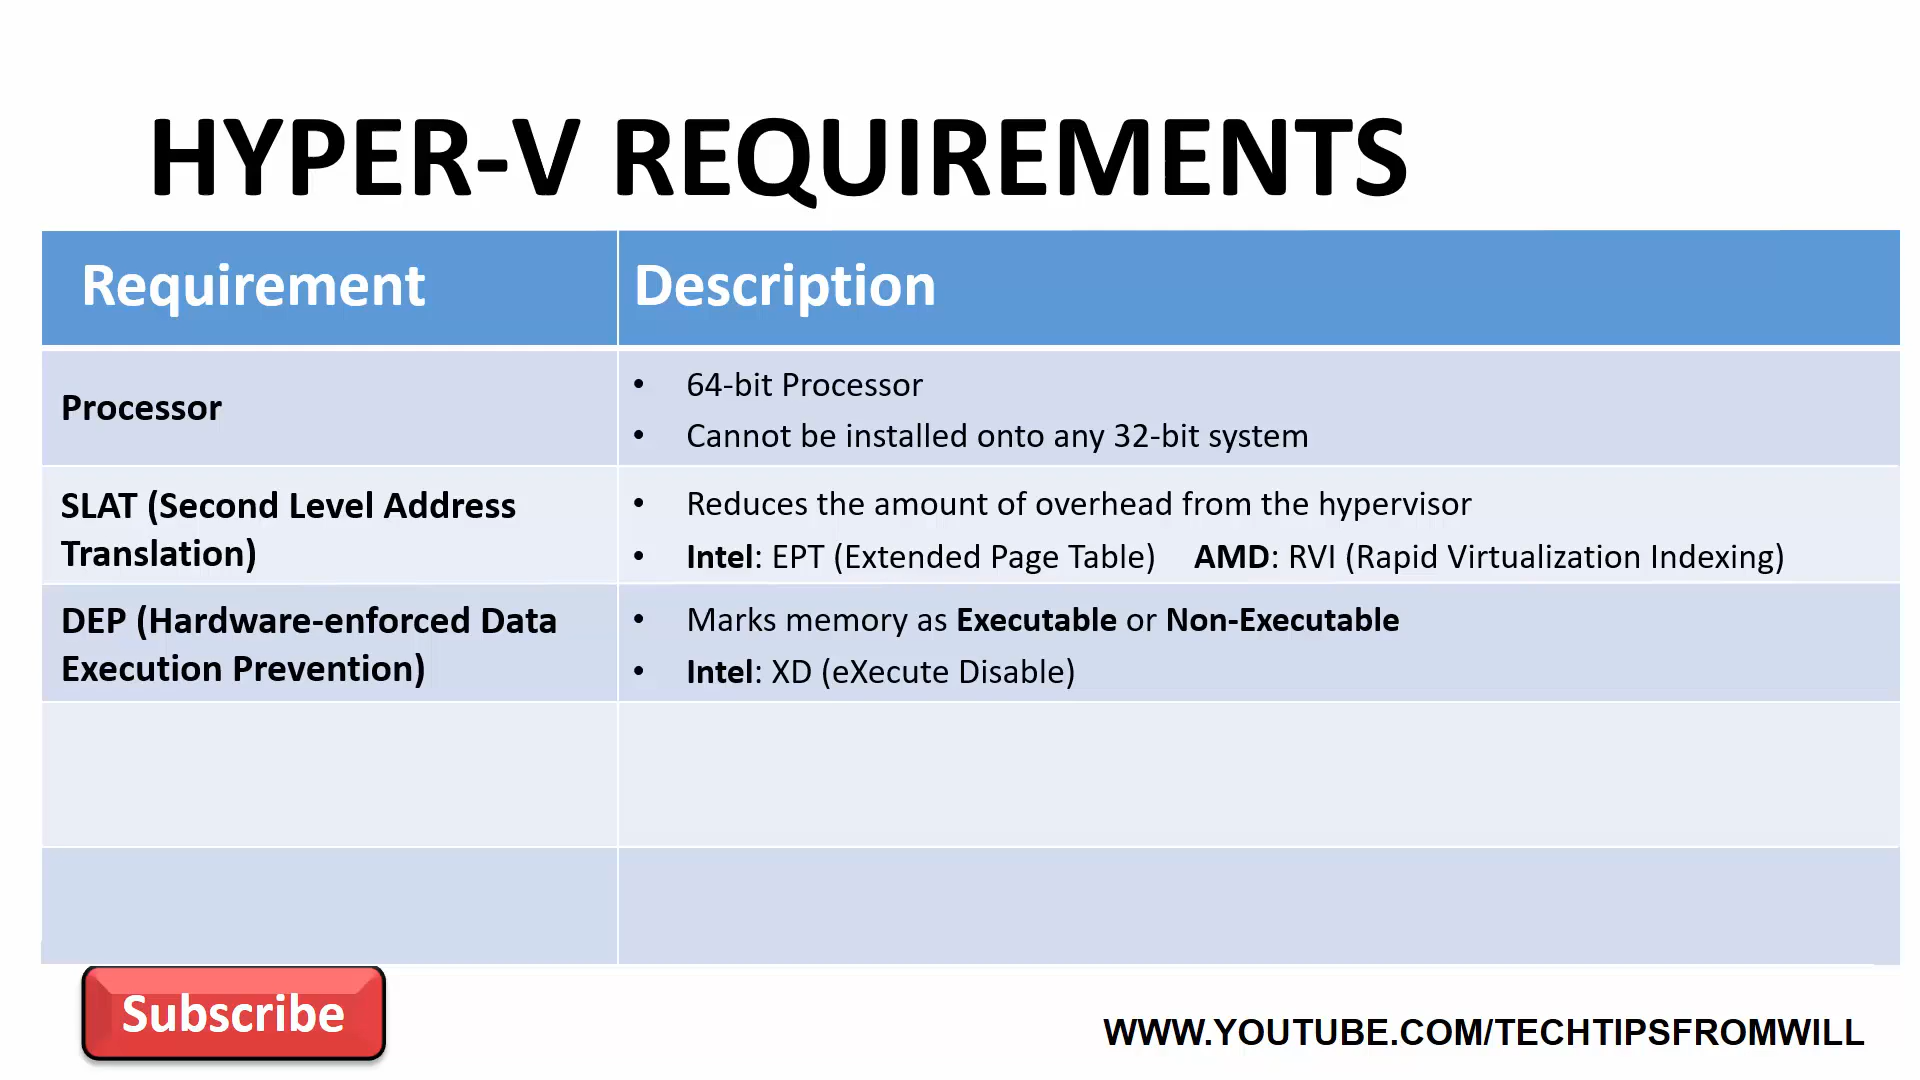 HYPER-V REQUIREMENTS
Requirement
Description
Processor
• 64-bit Processor
• Cannot be installed onto any 32-bit system
SLAT (Second Level Address
Translation)
• Reduces the amount of overhead from the hypervisor
• Intel: EPT (Extended Page Table) AMD: RVI (Rapid Virtualization Indexing)
DEP (Hardware-enforced Data
Execution Prevention)
• Marks memory as Executable or Non-Executable
• Intel: XD (eXecute Disable)
Subscribe
WWW.YOUTUBE.COM/TECHTIPSFROMWILL